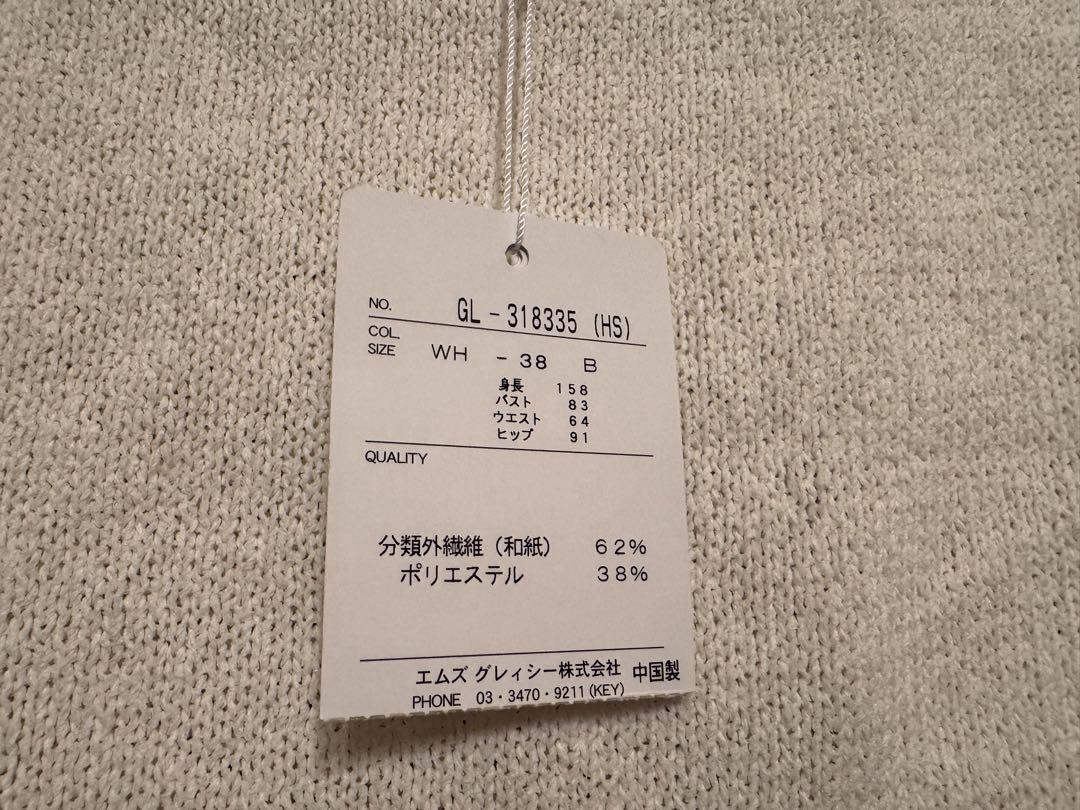 NO. GL-318335 (HS)
COL.
SIZE WH -38 B
身長 158
バスト 83
ウエスト 64
ヒップ 91
QUALITY
分類外繊維（和紙） 62%
ポリエステル 38%
エムズ グレィシー株式会社 中国製
PHONE 03・3470・9211(KEY)